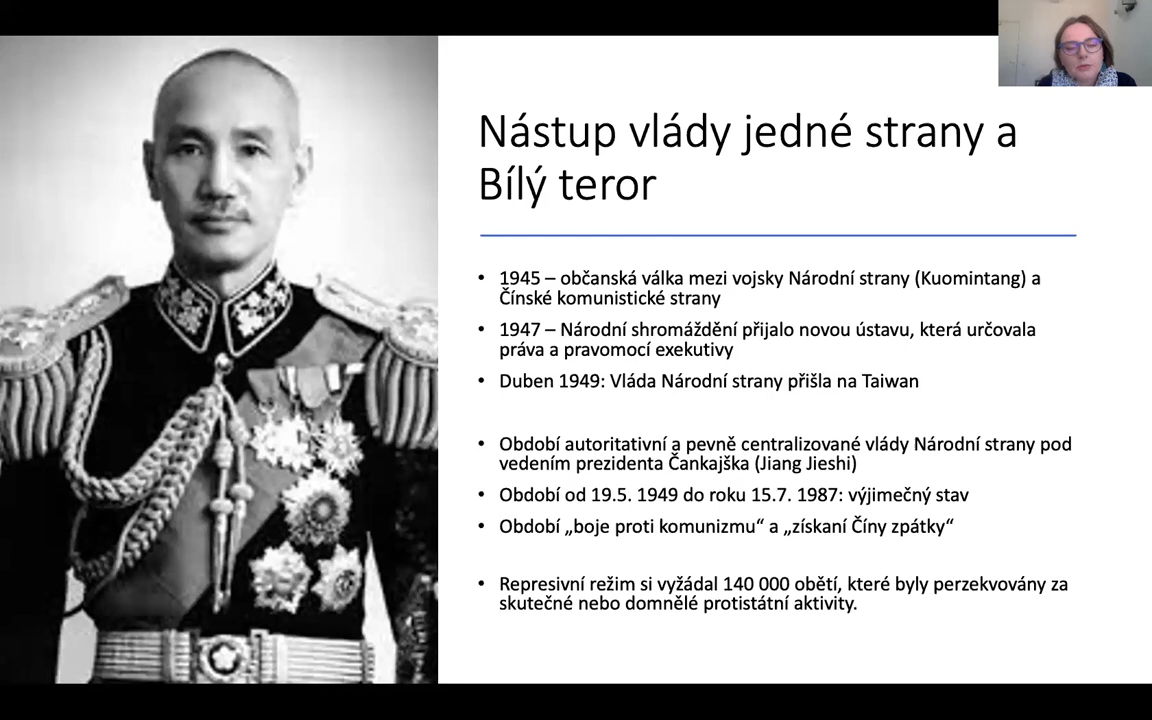 Nástup vlády jedné strany a
Bílý teror
• 1945 – občanská válka mezi vojsky Národní strany (Kuomintang) a
Čínské komunistické strany
• 1947 – Národní shromáždění přijalo novou ústavu, která určovala
práva a pravomocí exekutivy
• Duben 1949: Vláda Národní strany přišla na Taiwan
• Období autoritativní a pevně centralizované vlády Národní strany pod
vedením prezidenta Čankajška (Jiang Jieshi)
• Období od 19.5. 1949 do roku 15.7. 1987: výjimečný stav
• Období „boje proti komunizmu“ a „získaní Číny zpátky“
• Represivní režim si vyžádal 140 000 obětí, které byly perzekvovány za
skutečné nebo domnělé protistátní aktivity.